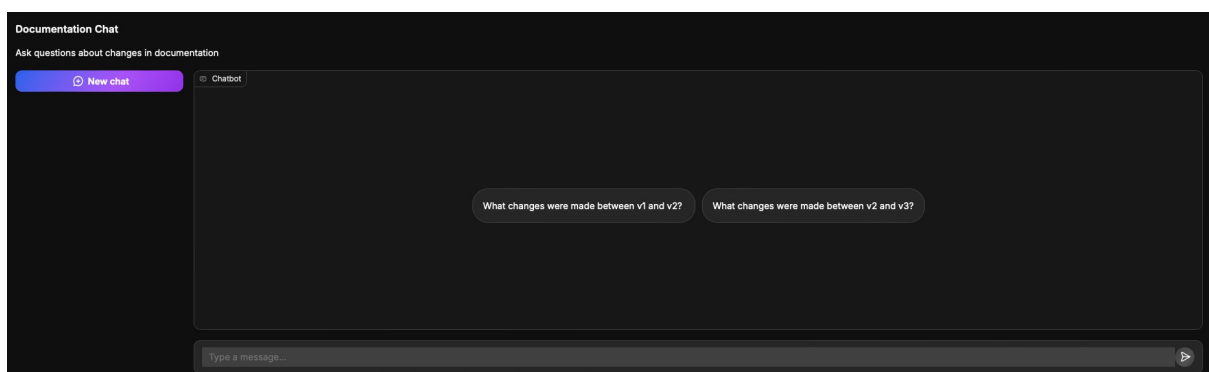 Documentation Chat
Ask questions about changes in documentation
New chat
Chatbot
What changes were made between v1 and v2?
What changes were made between v2 and v3?
Type a message...